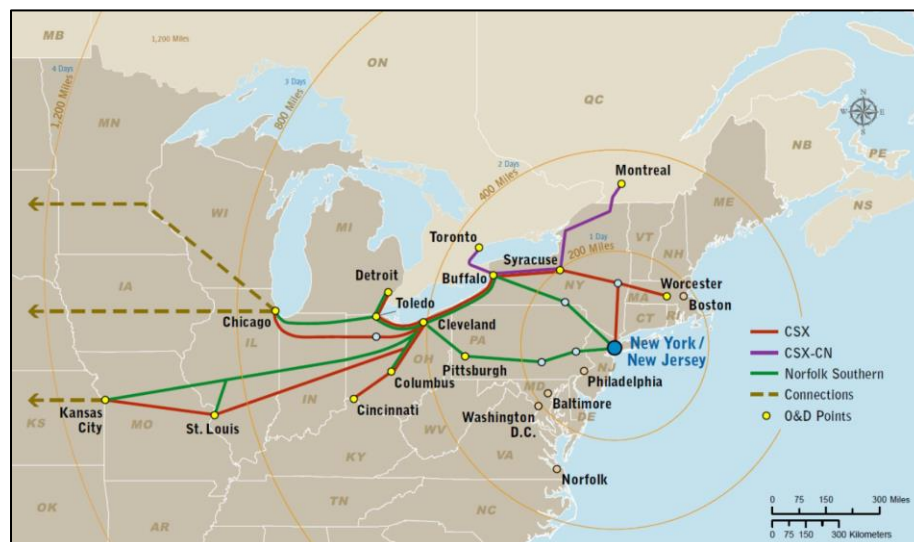 MB
1,200 Miles
ON
4 Days
3 Days
1,200 Miles
800 Miles
QC
MN
2 Days
400 Miles
Montreal
NB
PE
NS
ME
WI
MI
Toronto
1 Day
200 Miles
VT
NH
Syracuse
Detroit
Buffalo
NY
Worcester
MA
RI
Boston
CT
IA
Toledo
Chicago
Cleveland
New York /
New Jersey
IL
OH
PA
Pittsburgh
NJ
Columbus
Philadelphia
MD
Baltimore
Kansas
City
Cincinnati
Washington
D.C.
DE
KS
MO
St. Louis
IN
WV
VA
KY
Norfolk
OK
AR
TN
NC
CSX
CSX-CN
Norfolk Southern
Connections
O&D Points
N
W
E
S
0 75 150 300 Miles
0 75 150 300 Kilometers